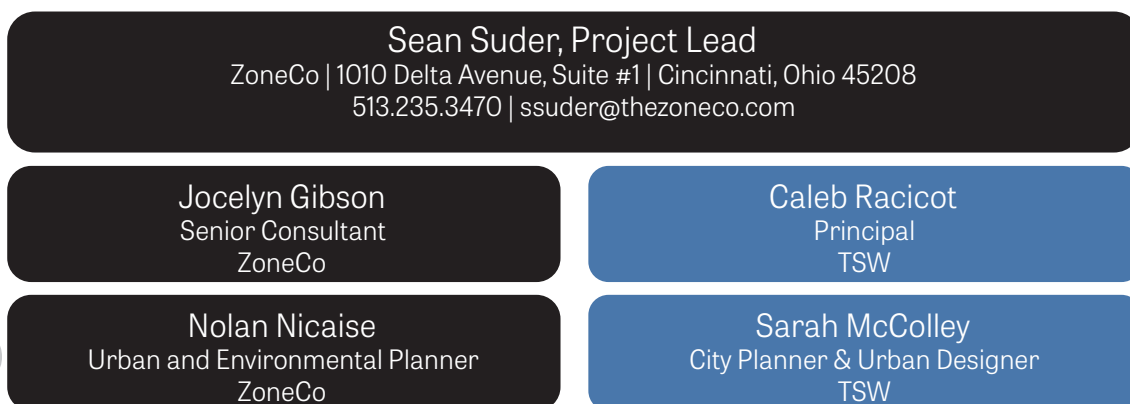 Sean Suder, Project Lead
ZoneCo | 1010 Delta Avenue, Suite #1 | Cincinnati, Ohio 45208
513.235.3470 | ssuder@thezoneco.com
Jocelyn Gibson
Senior Consultant
ZoneCo
Caleb Racicot
Principal
TSW
Nolan Nicaise
Urban and Environmental Planner
ZoneCo
Sarah McColley
City Planner & Urban Designer
TSW